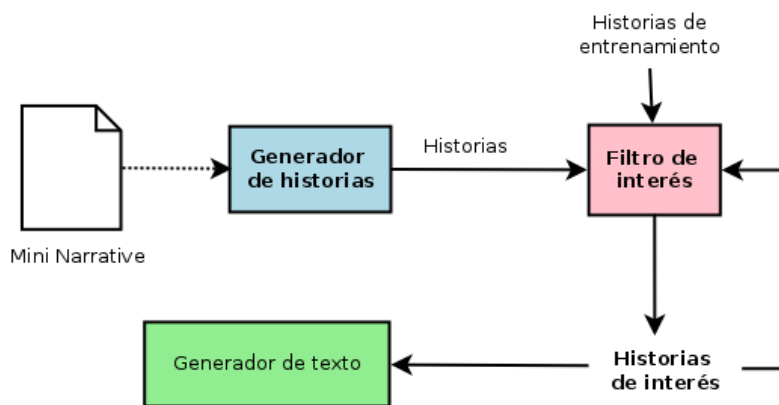 Historias de
entrenamiento
Generador
de historias
Historias
Filtro de
interés
Mini Narrative
Generador de texto
Historias
de interés